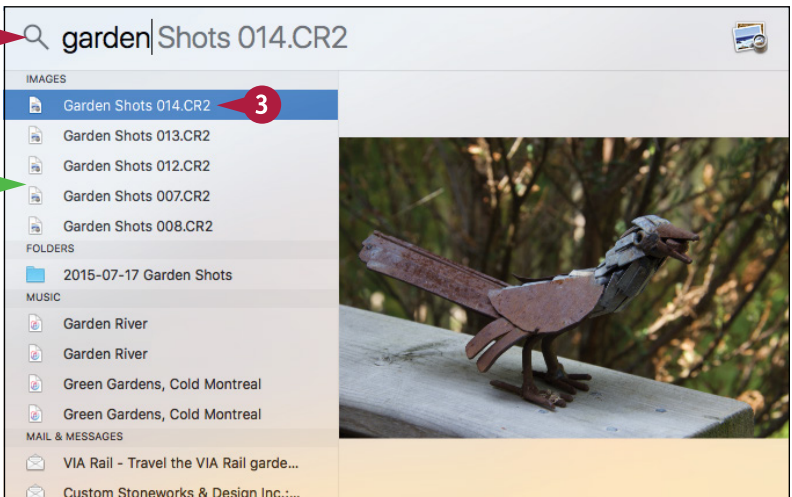 garden Shots 014.CR2
IMAGES
Garden Shots 014.CR2
3
Garden Shots 013.CR2
Garden Shots 012.CR2
Garden Shots 007.CR2
Garden Shots 008.CR2
FOLDERS
2015-07-17 Garden Shots
MUSIC
Garden River
Garden River
Green Gardens, Cold Montreal
Green Gardens, Cold Montreal
MAIL & MESSAGES
VIA Rail - Travel the VIA Rail garde...
Custom Stoneworks & Design Inc.:...